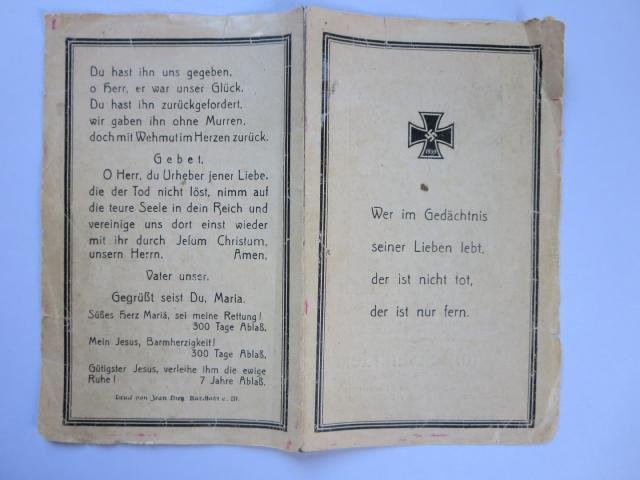 Du hast ihn uns gegeben,
o Herr, er war unser Glück.
Du hast ihn zurückgefordert,
wir gaben ihn ohne Murren,
doch mit Wehmut im Herzen zurück.
Gebet.
O Herr, du Urheber jener Liebe,
die der Tod nicht löst, nimm auf
die teure Seele in dein Reich und
vereinige uns dort einst wieder
mit ihr durch Jesum Christum,
unsern Herrn. Amen.
Vater unser.
Gegrüßt seist Du, Maria.
Süßes Herz Mariä, sei meine Rettung!
300 Tage Ablaß.
Mein Jesus, Barmherzigkeit!
300 Tage Ablaß.
Gütigster Jesus, verleihe ihm die ewige
Ruhe! 7 Jahre Ablaß.
Druck von Jean
1939
Wer im Gedächtnis
seiner Lieben lebt,
der ist nicht tot,
der ist nur fern.